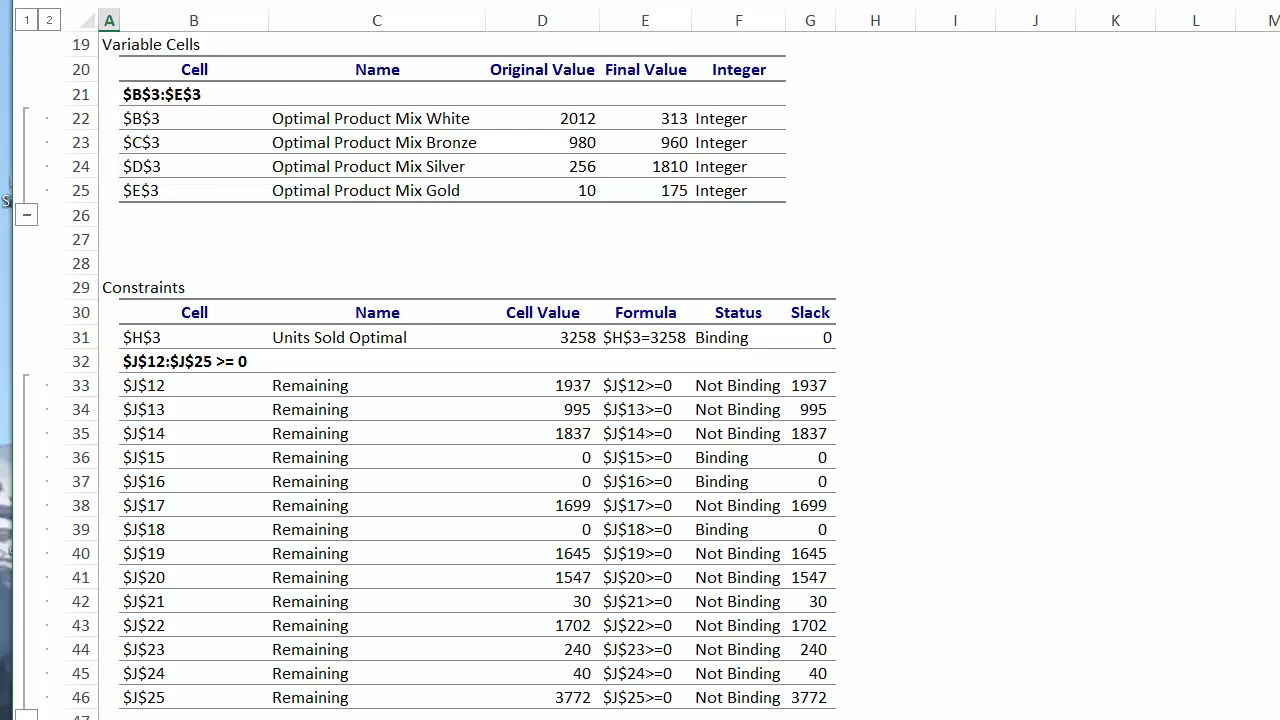 1 2 A B C D E F G H I J K L M
19 Variable Cells
20 Cell Name Original Value Final Value Integer
21 $B$3:$E$3
22 $B$3 Optimal Product Mix White 2012 313 Integer
23 $C$3 Optimal Product Mix Bronze 980 960 Integer
24 $D$3 Optimal Product Mix Silver 256 1810 Integer
25 $E$3 Optimal Product Mix Gold 10 175 Integer
26
27
28
29 Constraints
30 Cell Name Cell Value Formula Status Slack
31 $H$3 Units Sold Optimal 3258 $H$3=3258 Binding 0
32 $J$12:$J$25 >= 0
33 $J$12 Remaining 1937 $J$12>=0 Not Binding 1937
34 $J$13 Remaining 995 $J$13>=0 Not Binding 995
35 $J$14 Remaining 1837 $J$14>=0 Not Binding 1837
36 $J$15 Remaining 0 $J$15>=0 Binding 0
37 $J$16 Remaining 0 $J$16>=0 Binding 0
38 $J$17 Remaining 1699 $J$17>=0 Not Binding 1699
39 $J$18 Remaining 0 $J$18>=0 Binding 0
40 $J$19 Remaining 1645 $J$19>=0 Not Binding 1645
41 $J$20 Remaining 1547 $J$20>=0 Not Binding 1547
42 $J$21 Remaining 30 $J$21>=0 Not Binding 30
43 $J$22 Remaining 1702 $J$22>=0 Not Binding 1702
44 $J$23 Remaining 240 $J$23>=0 Not Binding 240
45 $J$24 Remaining 40 $J$24>=0 Not Binding 40
46 $J$25 Remaining 3772 $J$25>=0 Not Binding 3772